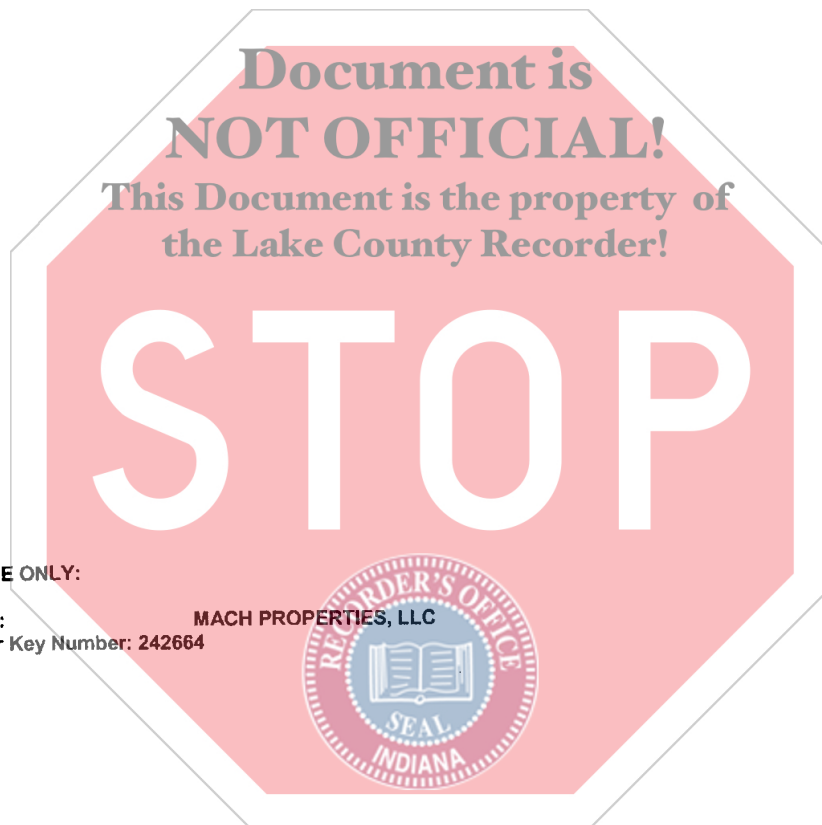 Document is
NOT OFFICIAL!
This Document is the property of
the Lake County Recorder!
STOP
E ONLY:
: MACH PROPERTIES, LLC
Key Number: 242664
RECORDER'S OFFICE
SEAL
INDIANA